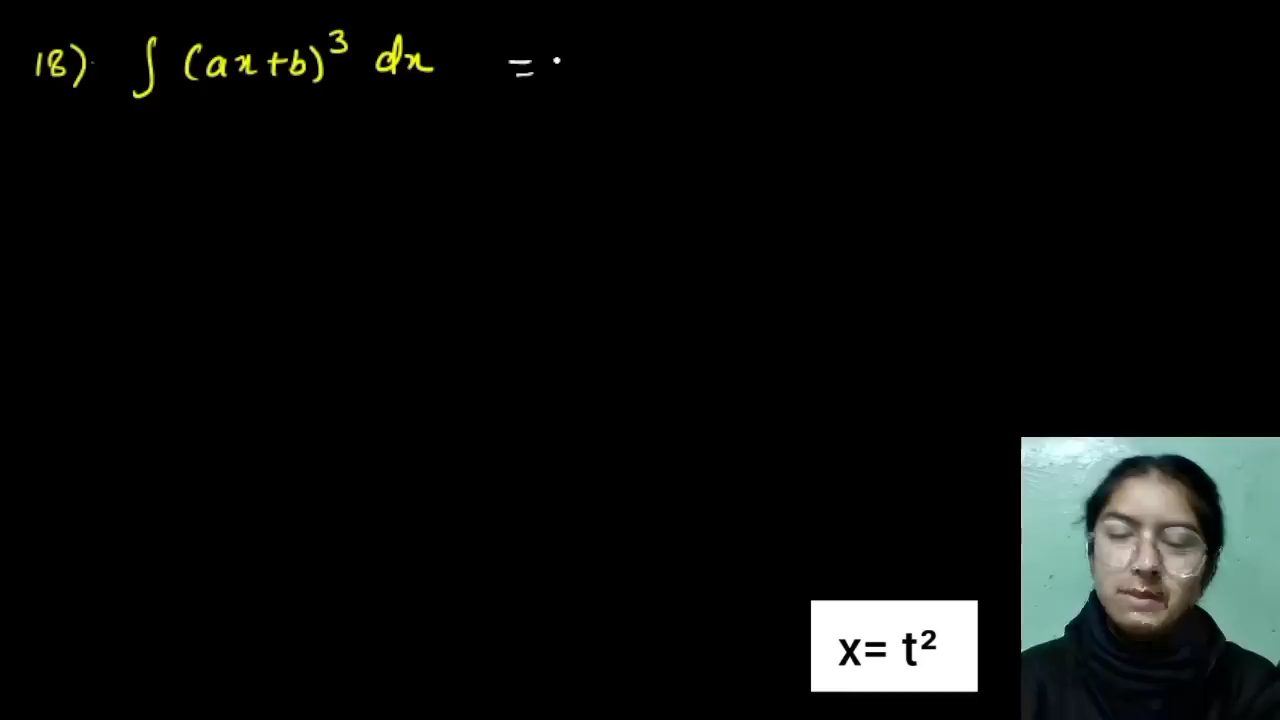 18) ∫ (ax+b)³ dx =
x= t²